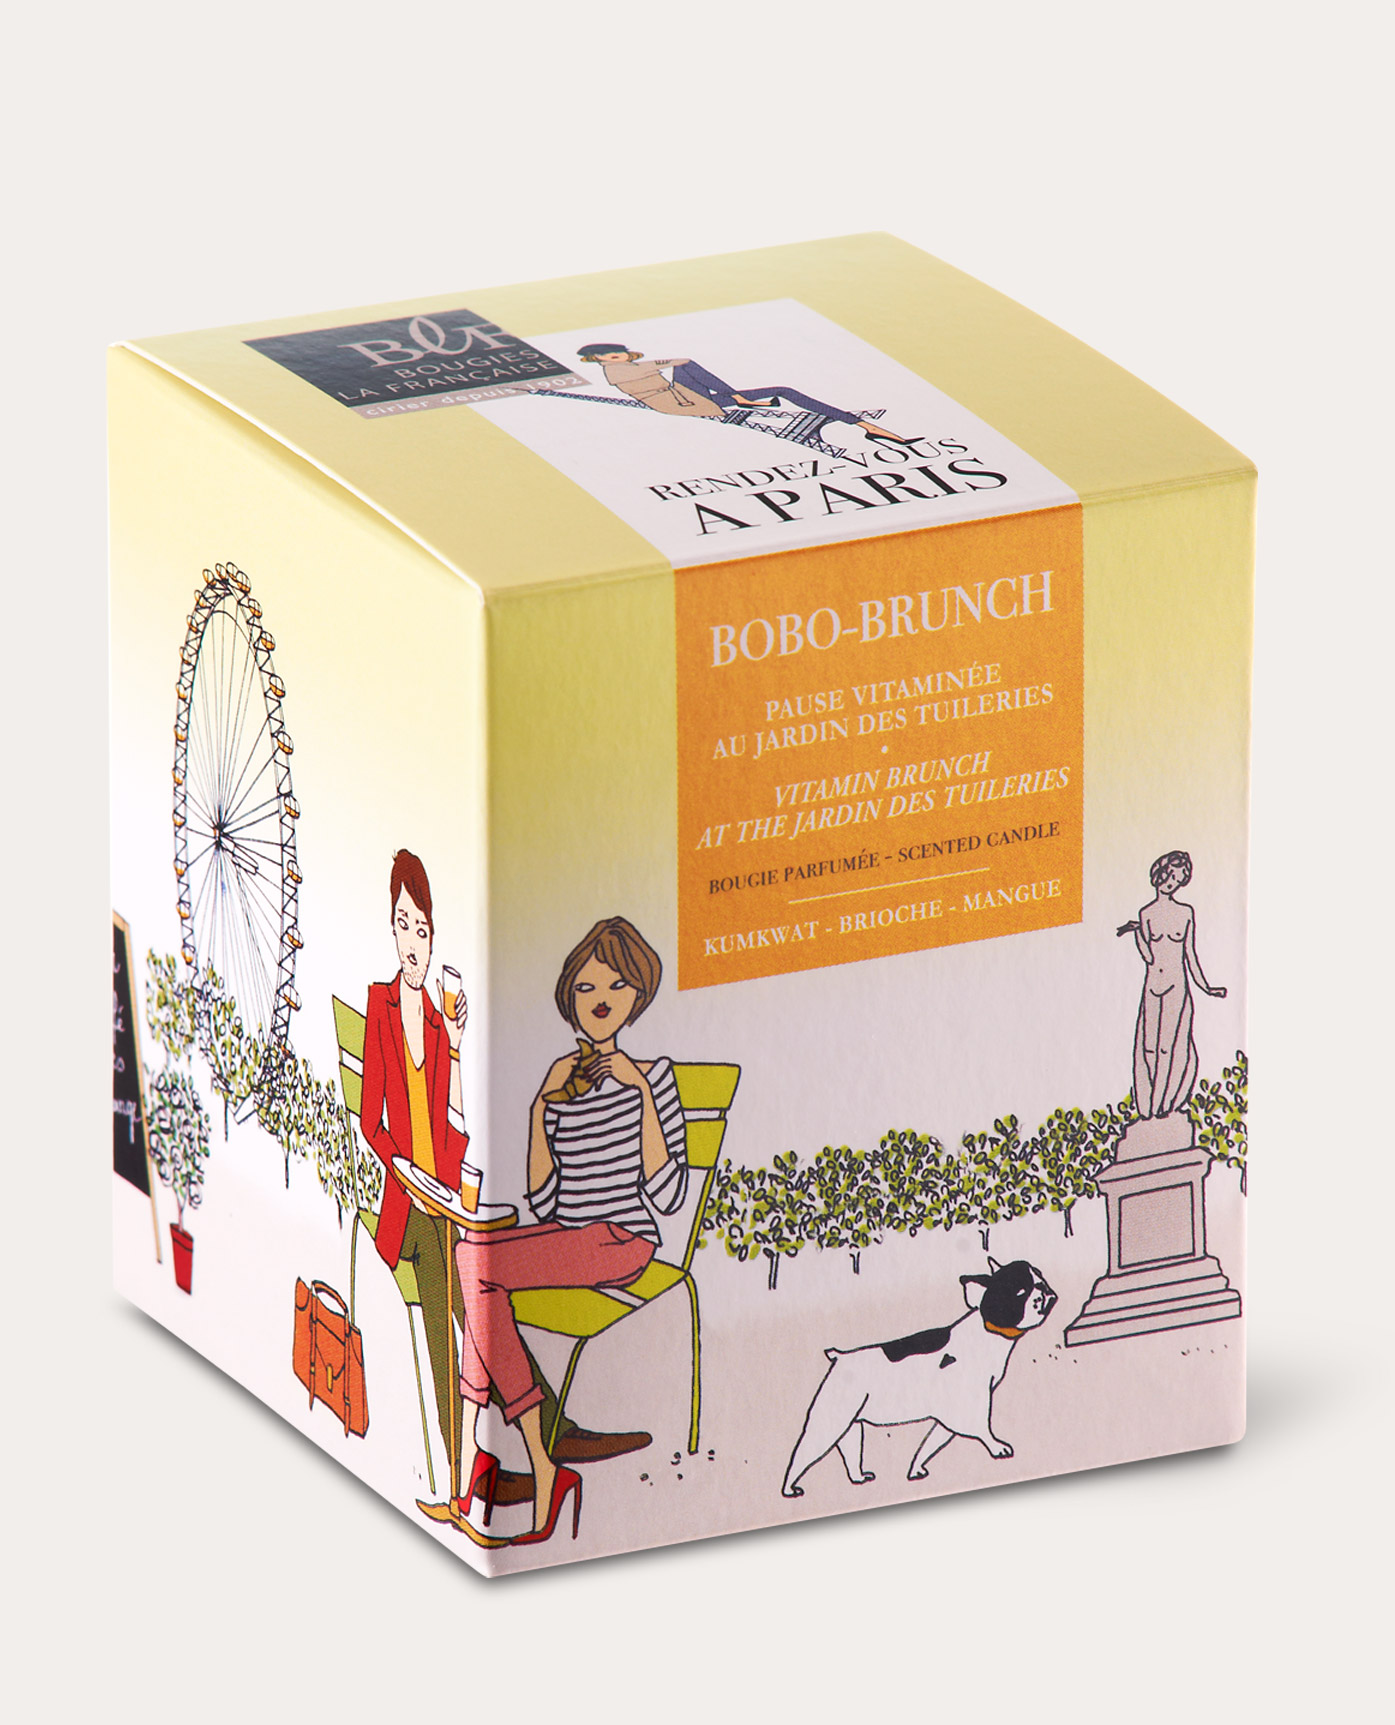 BLF
BOUGIES
LA FRANÇAISE
cirier depuis 1902
RENDEZ-VOUS
A PARIS
BOBO-BRUNCH
PAUSE VITAMINÉE
AU JARDIN DES TUILERIES
•
VITAMIN BRUNCH
AT THE JARDIN DES TUILERIES
BOUGIE PARFUMÉE - SCENTED CANDLE
KUMKWAT - BRIOCHE - MANGUE